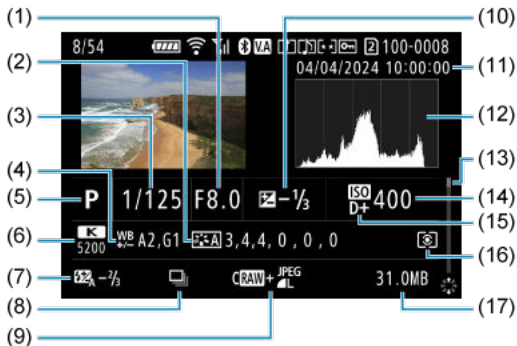 (1) (10)
8/54 V.A 2 100-0008
(2) 04/04/2024 10:00:00 (11)
(3) (12)
(4) (13)
(5) P 1/125 F8.0 -1/3 ISO D+ 400 (14)
(15)
(6) K 5200 WB +/- A2,G1 A 3,4,4, 0, 0, 0 (16)
(7) A -2/3 CRAW+JPEG L 31.0MB
(8) (17)
(9)